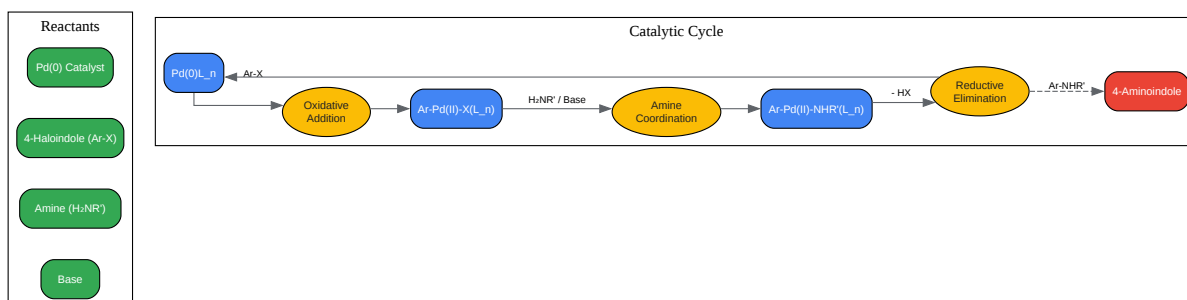 Reactants
Pd(0) Catalyst
4-Haloindole (Ar-X)
Amine (H₂NR')
Base
Catalytic Cycle
Pd(0)L_n
Ar-X
Oxidative
Addition
Ar-Pd(II)-X(L_n)
H₂NR' / Base
Amine
Coordination
Ar-Pd(II)-NHR'(L_n)
- HX
Reductive
Elimination
Ar-NHR'
4-Aminoindole